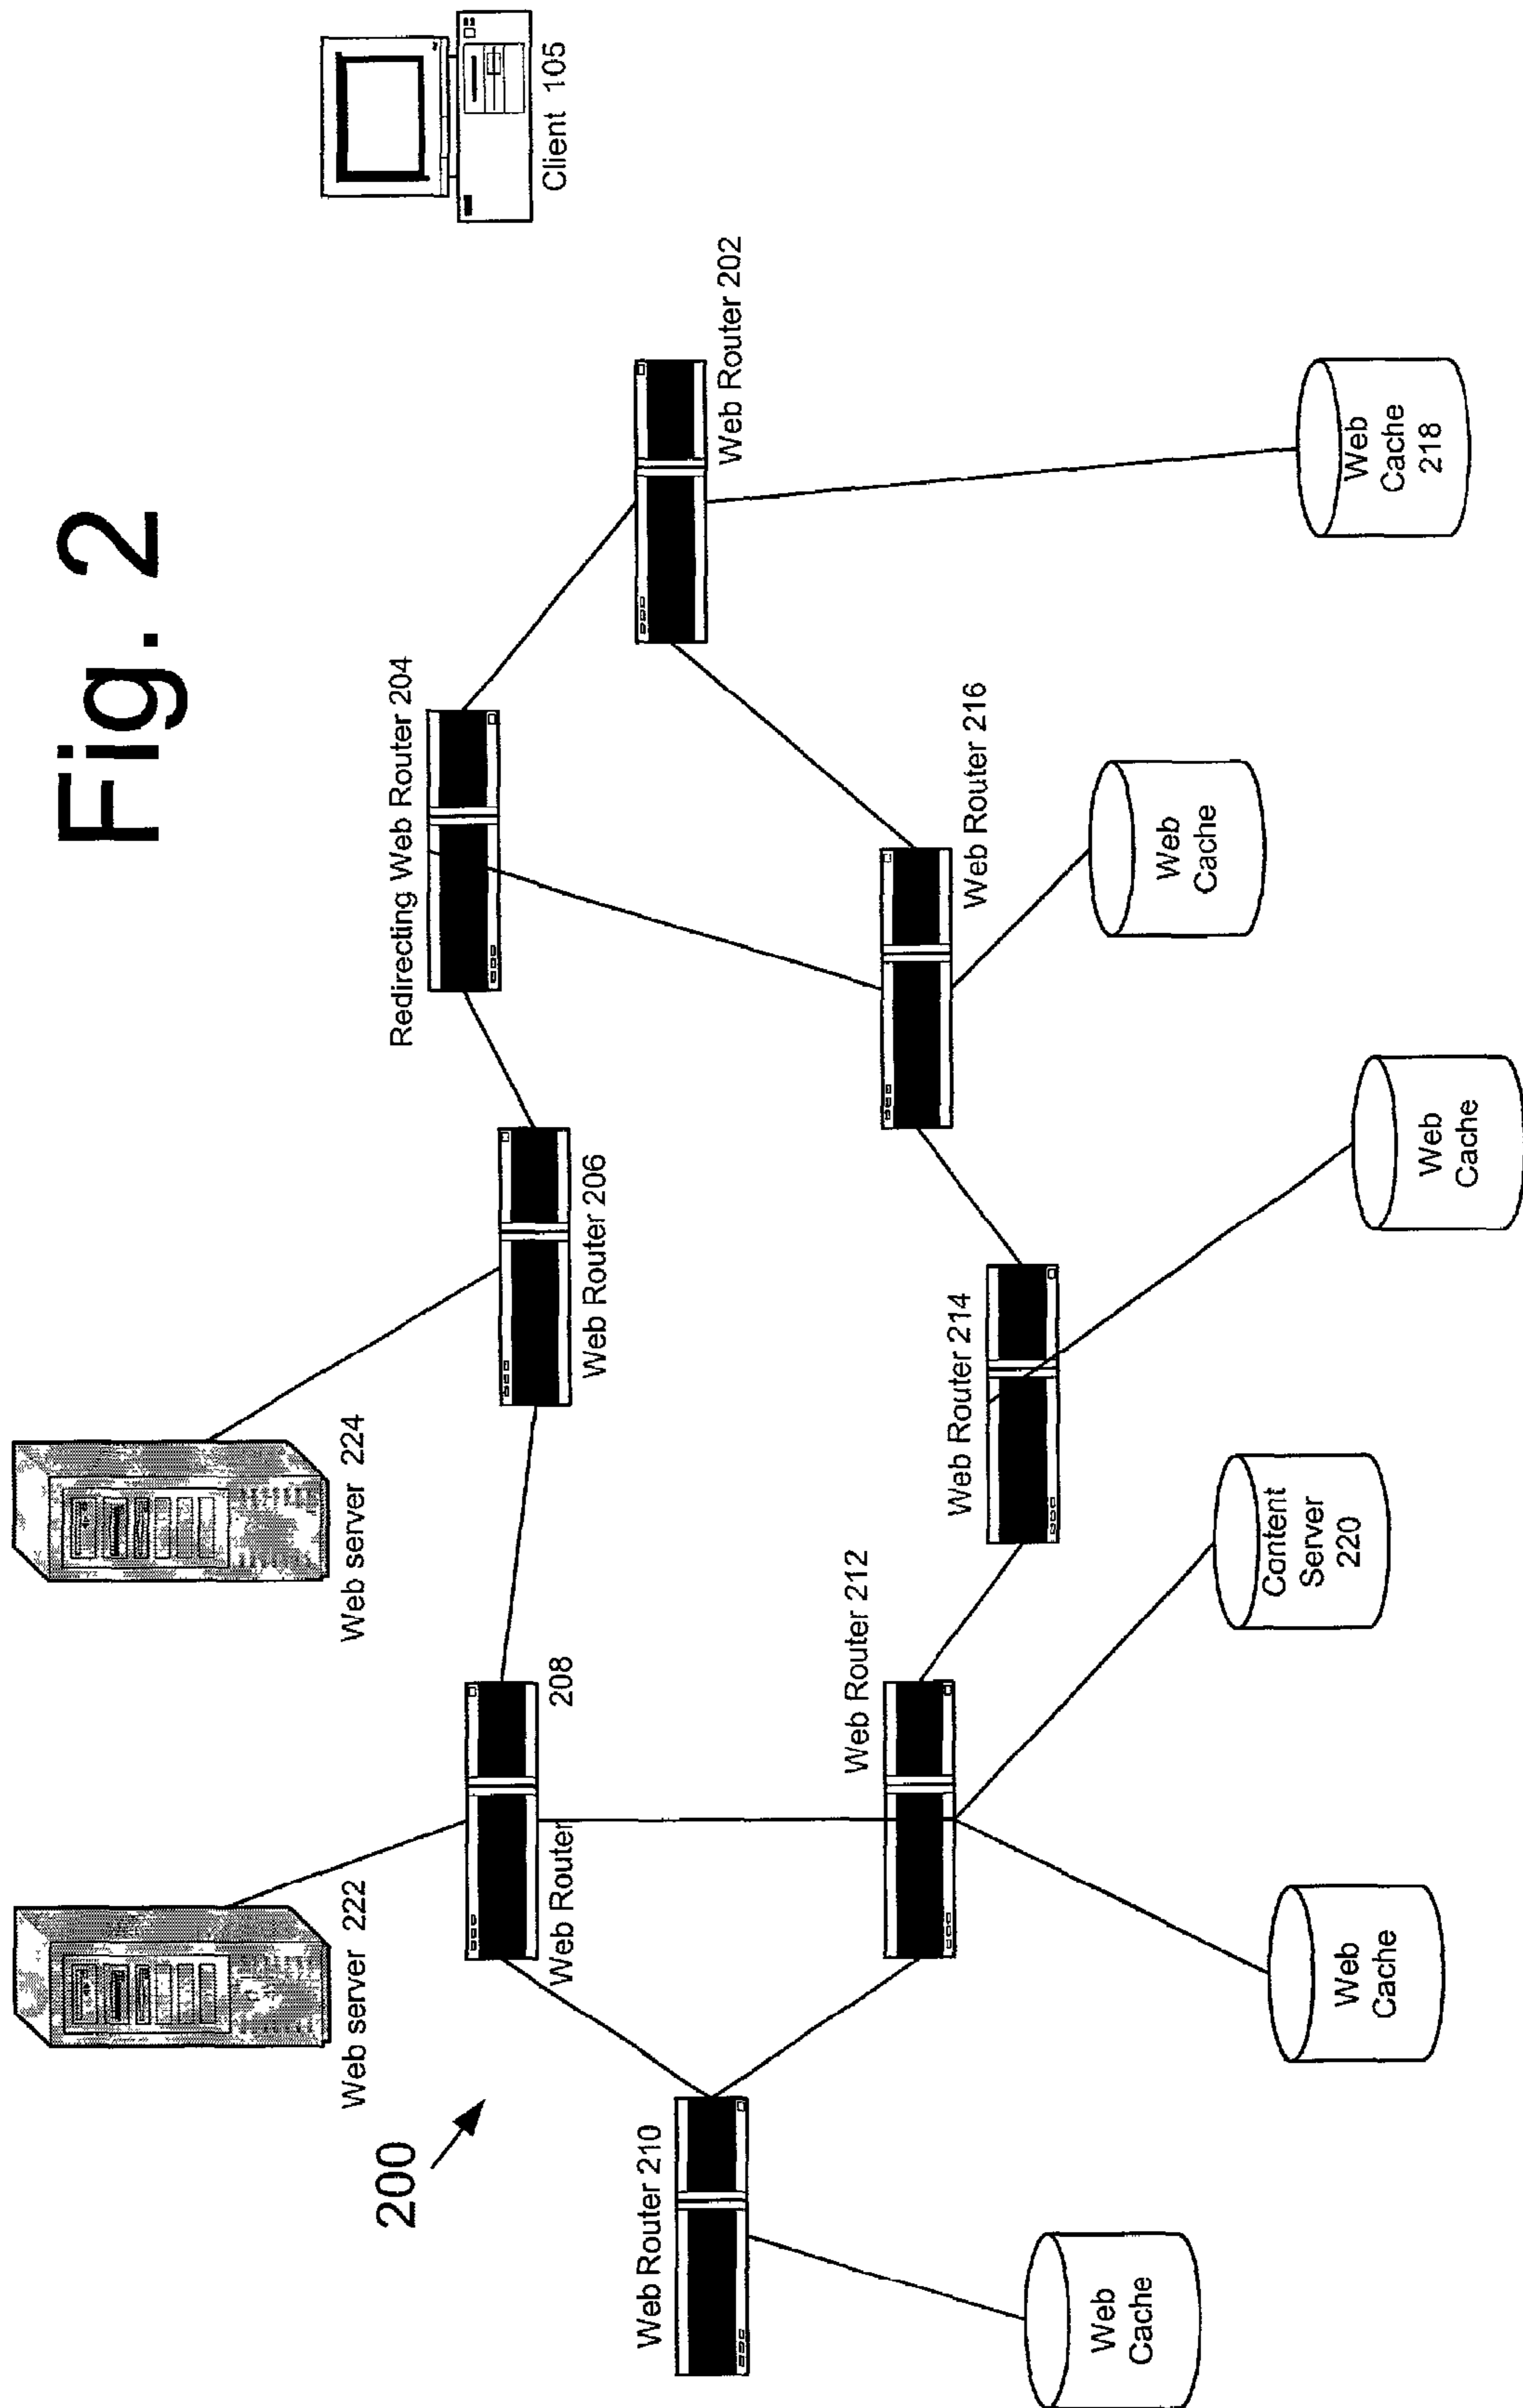 Fig. 2
200
Web server 222
Web server 224
Client 105
Redirecting Web Router 204
Web Router 208
Web Router 206
Web Router 202
Web Router 210
Web Router 212
Web Router 214
Web Router 216
Web
Cache
Web
Cache
Content
Server
220
Web
Cache
Web
Cache
Web
Cache
218